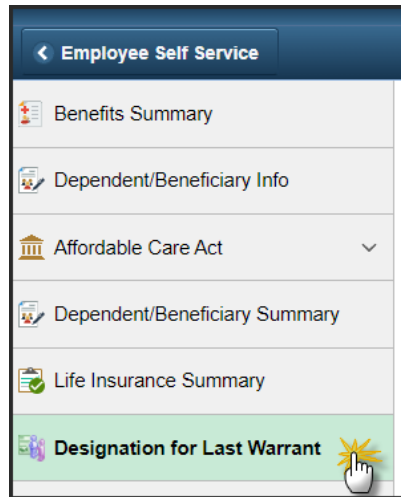 Employee Self Service
Benefits Summary
Dependent/Beneficiary Info
Affordable Care Act
Dependent/Beneficiary Summary
Life Insurance Summary
Designation for Last Warrant